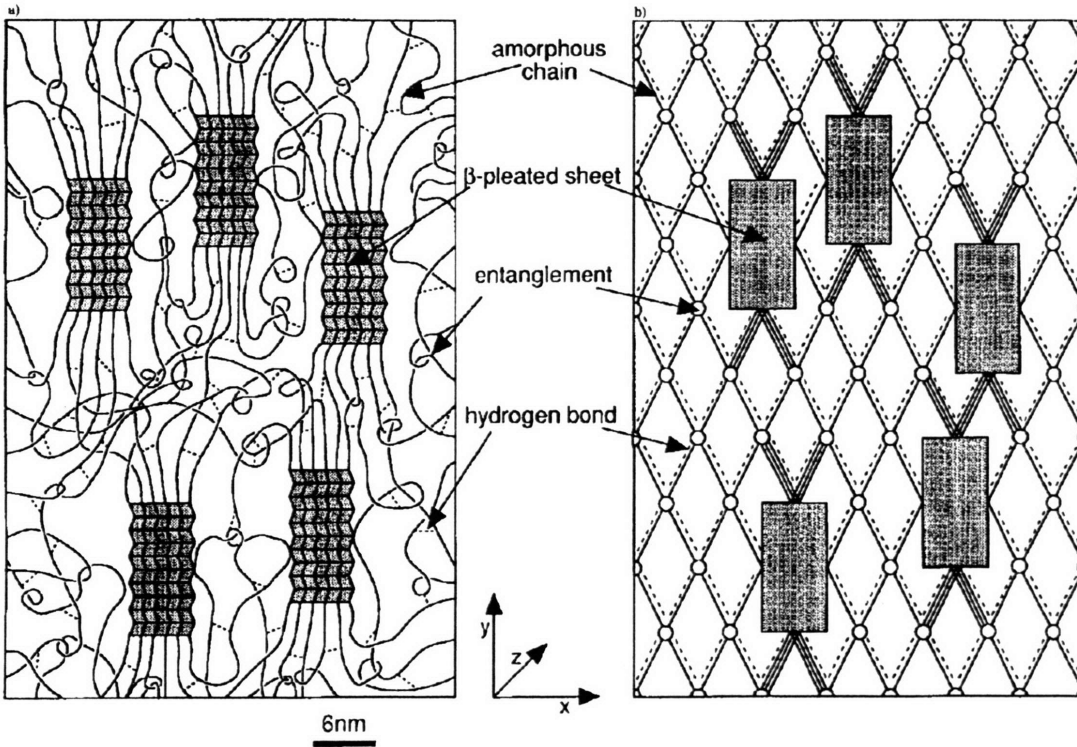 a)
b)
amorphous
chain
β-pleated sheet
entanglement
hydrogen bond
y
z
x
6nm